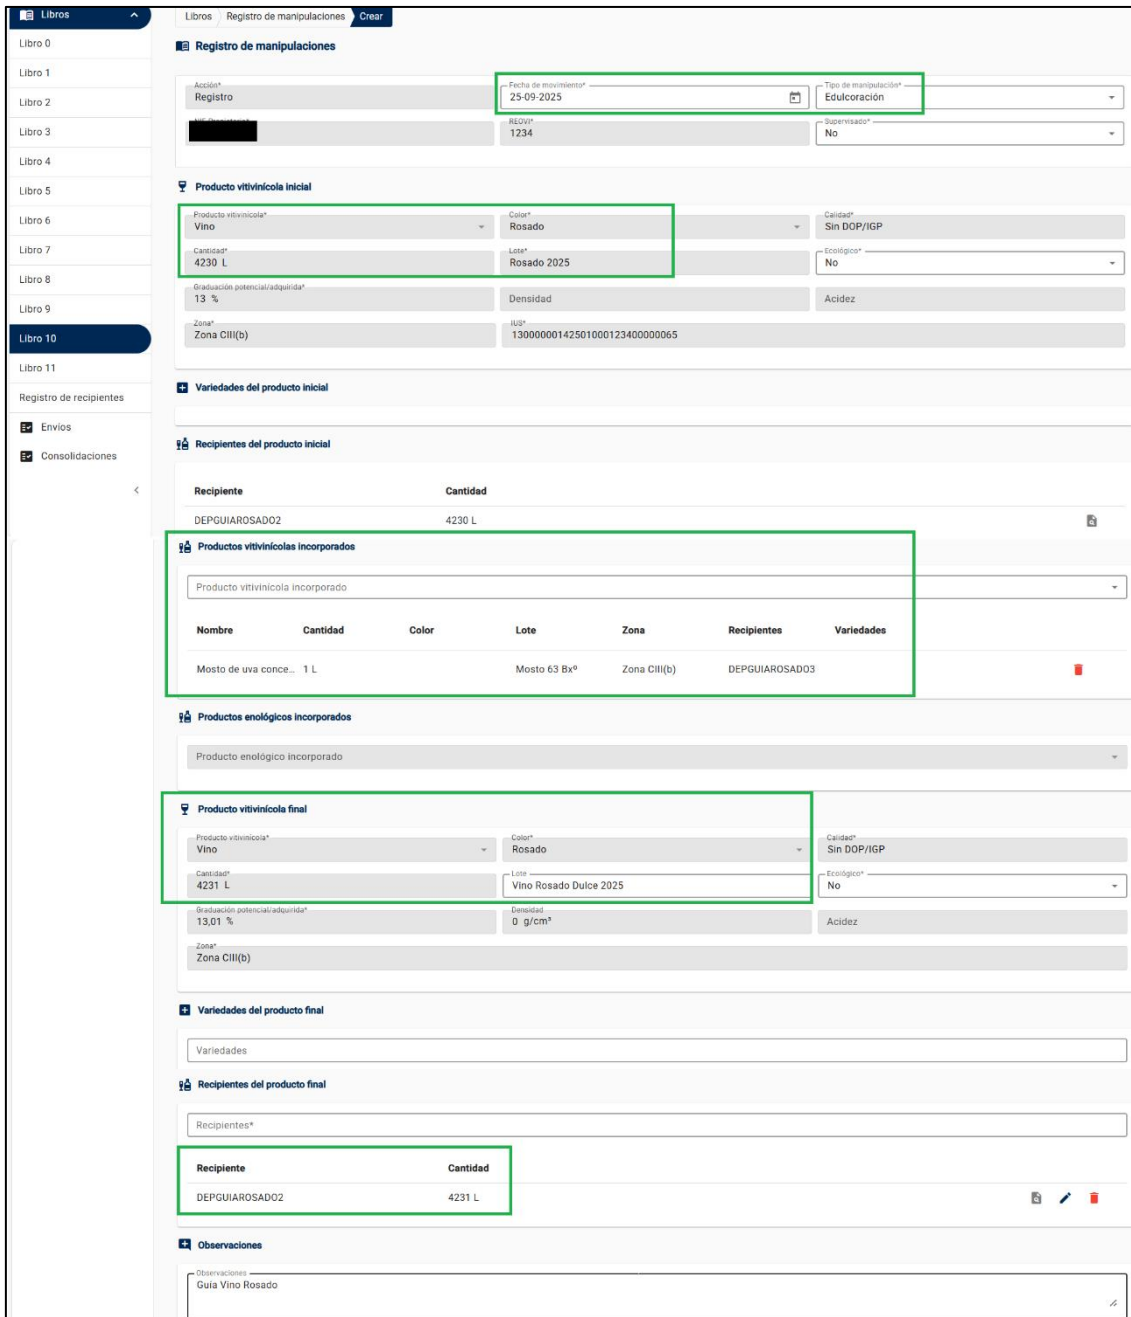 Libros
Libro 0
Libro 1
Libro 2
Libro 3
Libro 4
Libro 5
Libro 6
Libro 7
Libro 8
Libro 9
Libro 10
Libro 11
Registro de recipientes
Envíos
Consolidaciones
Libros Registro de manipulaciones Crear
Registro de manipulaciones
Acción* Fecha de movimiento* Tipo de manipulación*
Registro 25-09-2025 Edulcoración
REOVI* Supervisado*
1234 No
Producto vitivinícola inicial
Producto vitivinícola* Color* Calidad*
Vino Rosado Sin DOP/IGP
Cantidad* Lote* Ecológico*
4230 L Rosado 2025 No
Graduación potencial/adquirida*
13 % Densidad Acidez
Zona* IUS*
Zona CIII(b)
Variedades del producto inicial
Recipientes del producto inicial
Recipiente Cantidad
DEPGUIAROSADO2 4230 L
Productos vitivinícolas incorporados
Producto vitivinícola incorporado
Nombre Cantidad Color Lote Zona Recipientes Variedades
Mosto de uva conce... 1 L Mosto 63 Bxº Zona CIII(b) DEPGUIAROSADO3
Productos enológicos incorporados
Producto enológico incorporado
Producto vitivinícola final
Producto vitivinícola* Color* Calidad*
Vino Rosado Sin DOP/IGP
Cantidad* Lote Ecológico*
4231 L Vino Rosado Dulce 2025 No
Graduación potencial/adquirida* Densidad
13,01 % 0 g/cm³ Acidez
Zona*
Zona CIII(b)
Variedades del producto final
Variedades
Recipientes del producto final
Recipientes*
Recipiente Cantidad
DEPGUIAROSADO2 4231 L
Observaciones
Observaciones
Guía Vino Rosado